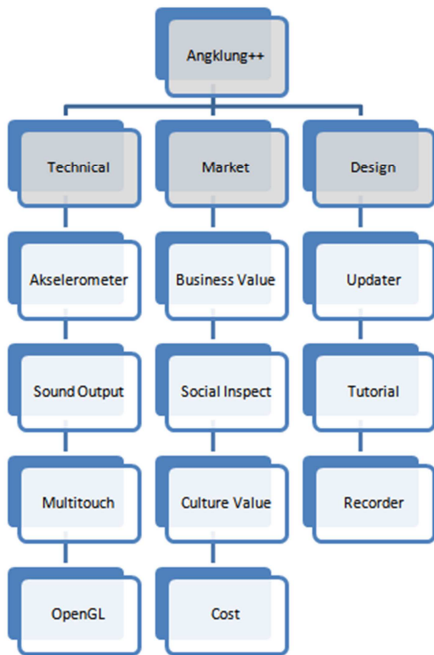 Angklung++
Technical
Market
Design
Akselerometer
Business Value
Updater
Sound Output
Social Inspect
Tutorial
Multitouch
Culture Value
Recorder
OpenGL
Cost